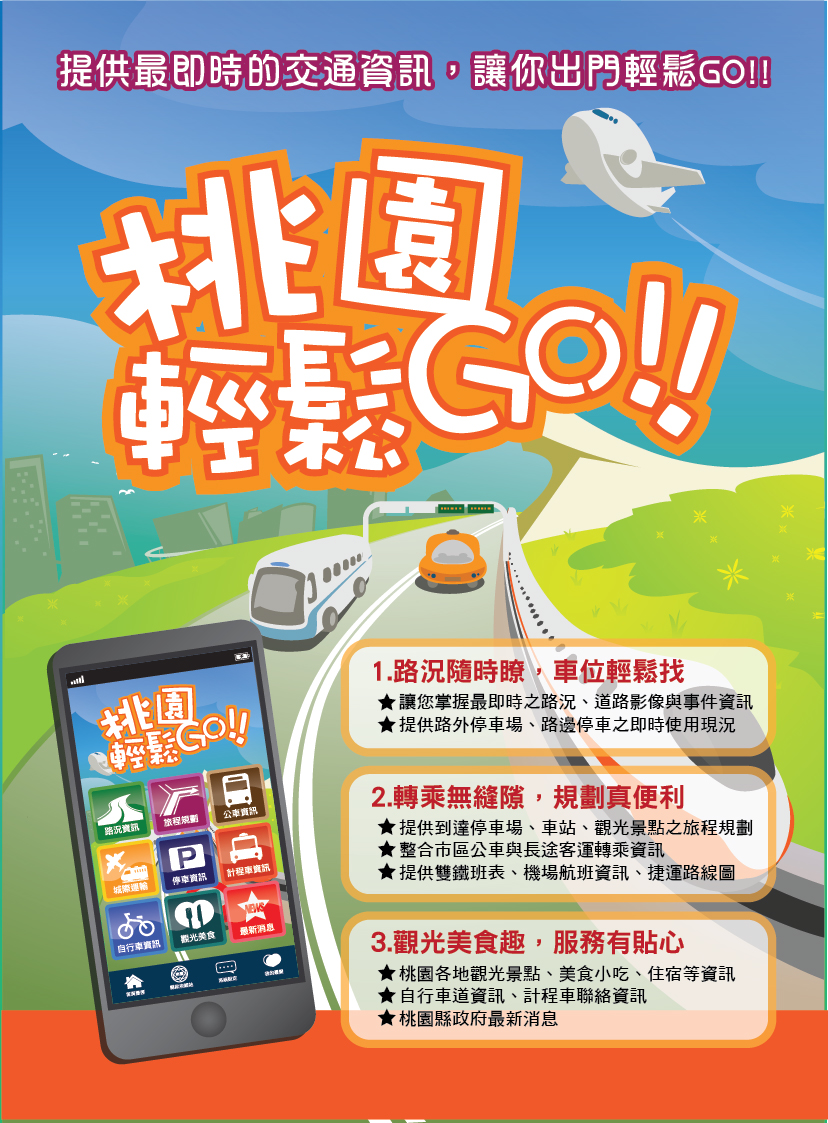 提供最即時的交通資訊，讓你出門輕鬆GO!!
桃園
輕鬆GO!!
1.路況隨時瞭，車位輕鬆找
★讓您掌握最即時之路況、道路影像與事件資訊
★提供路外停車場、路邊停車之即時使用現況
2.轉乘無縫隙，規劃真便利
★提供到達停車場、車站、觀光景點之旅程規劃
★整合市區公車與長途客運轉乘資訊
★提供雙鐵班表、機場航班資訊、捷運路線圖
3.觀光美食趣，服務有貼心
★桃園各地觀光景點、美食小吃、住宿等資訊
★自行車道資訊、計程車聯絡資訊
★桃園縣政府最新消息
桃園
輕鬆GO!!
路況資訊
旅程規劃
公車資訊
城際運輸
P
停車資訊
計程車資訊
自行車資訊
觀光美食
NEWS
最新消息